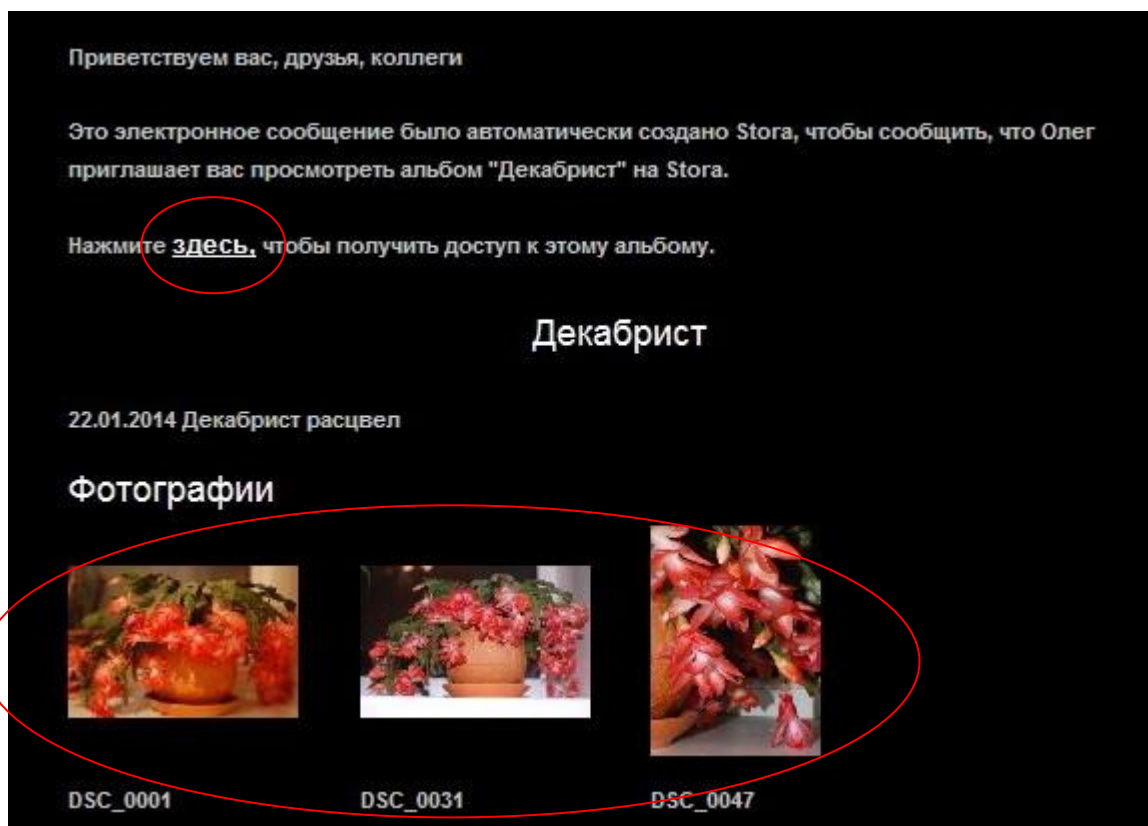 Приветствуем вас, друзья, коллеги
Это электронное сообщение было автоматически создано Stora, чтобы сообщить, что Олег
приглашает вас просмотреть альбом "Декабрист" на Stora.
Нажмите здесь, чтобы получить доступ к этому альбому.
Декабрист
22.01.2014 Декабрист расцвел
Фотографии
DSC_0001 DSC_0031 DSC_0047